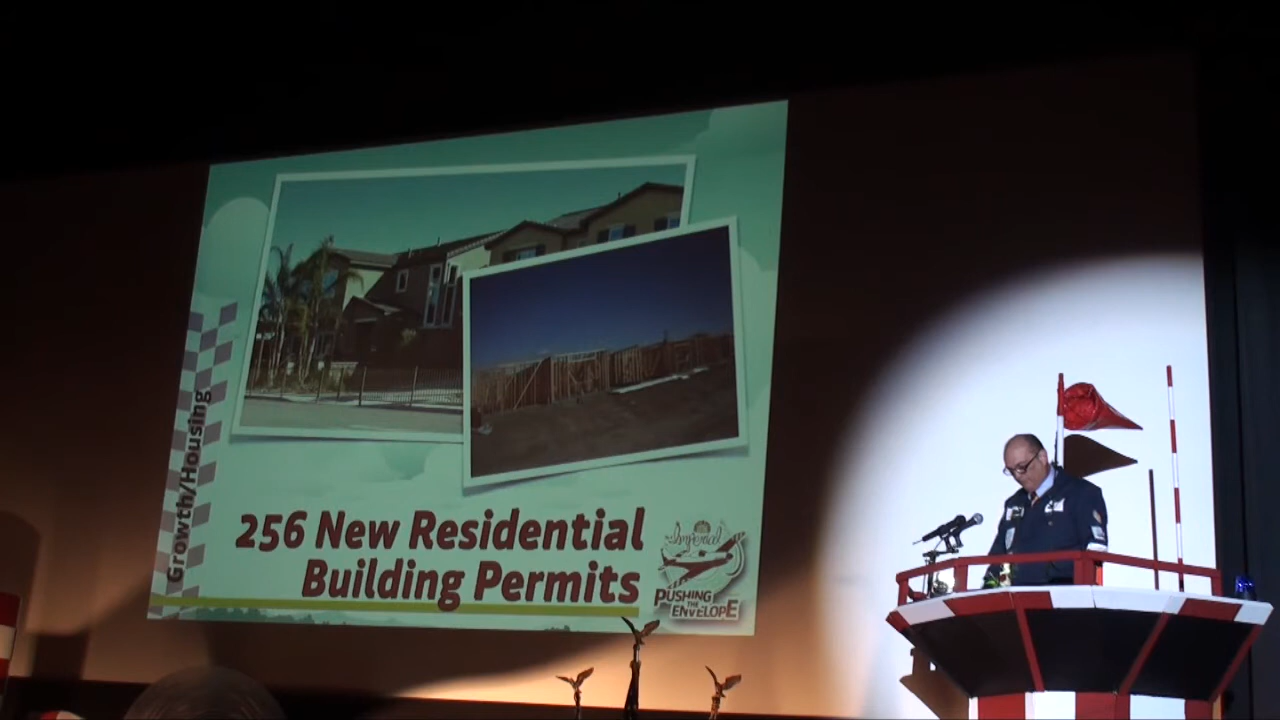 Growth/Housing
256 New Residential
Building Permits
Imperial
PUSHING
THE
ENVELOPE